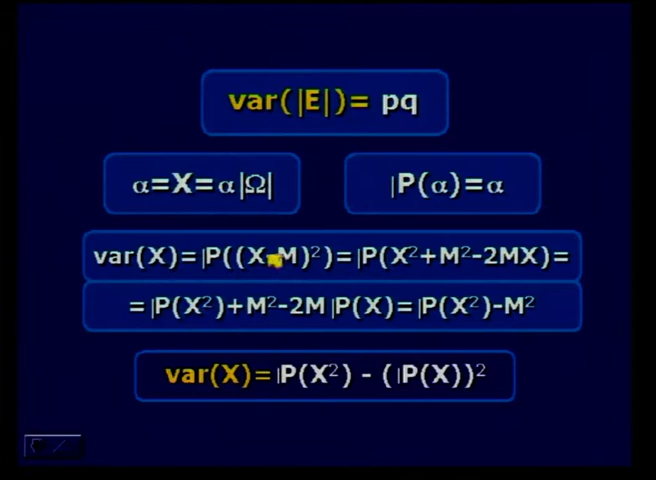 var(|E|)= pq
α=X=α|Ω|
|P(α)=α
var(X)=|P((X-M)²)=|P(X²+M²-2MX)=
=|P(X²)+M²-2M|P(X)=|P(X²)-M²
var(X)=|P(X²) - (|P(X))²